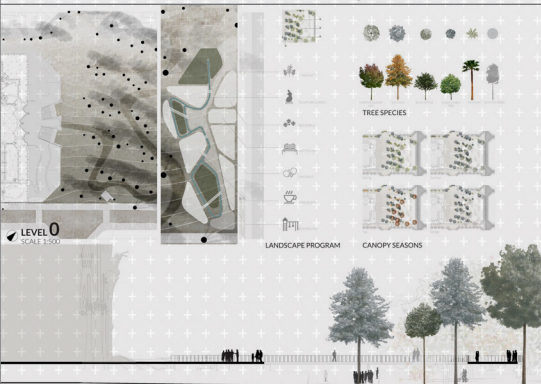 TREE SPECIES
LEVEL 0
SCALE 1:500
LANDSCAPE PROGRAM
CANOPY SEASONS